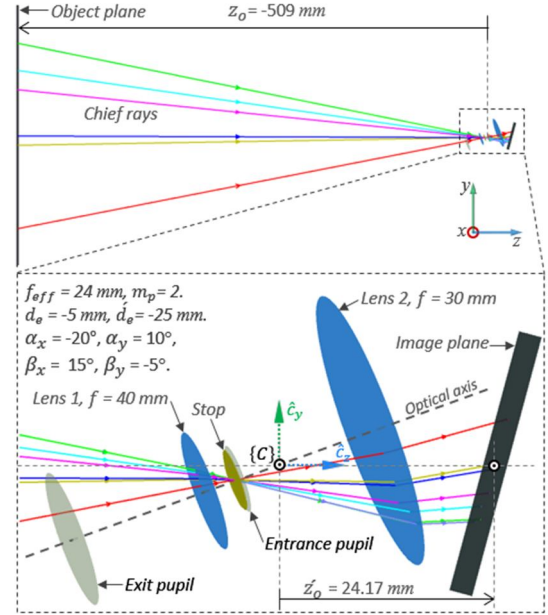 Object plane
z_o = -509 mm
Chief rays
y
x
z
f_eff = 24 mm, m_p = 2.
d_e = -5 mm, d́_e = -25 mm.
α_x = -20°, α_y = 10°,
β_x = 15°, β_y = -5°.
Lens 2, f = 30 mm
Image plane
Lens 1, f = 40 mm
Optical axis
Stop
ĉ_y
{C}
ĉ_z
Entrance pupil
Exit pupil
z׳_o = 24.17 mm